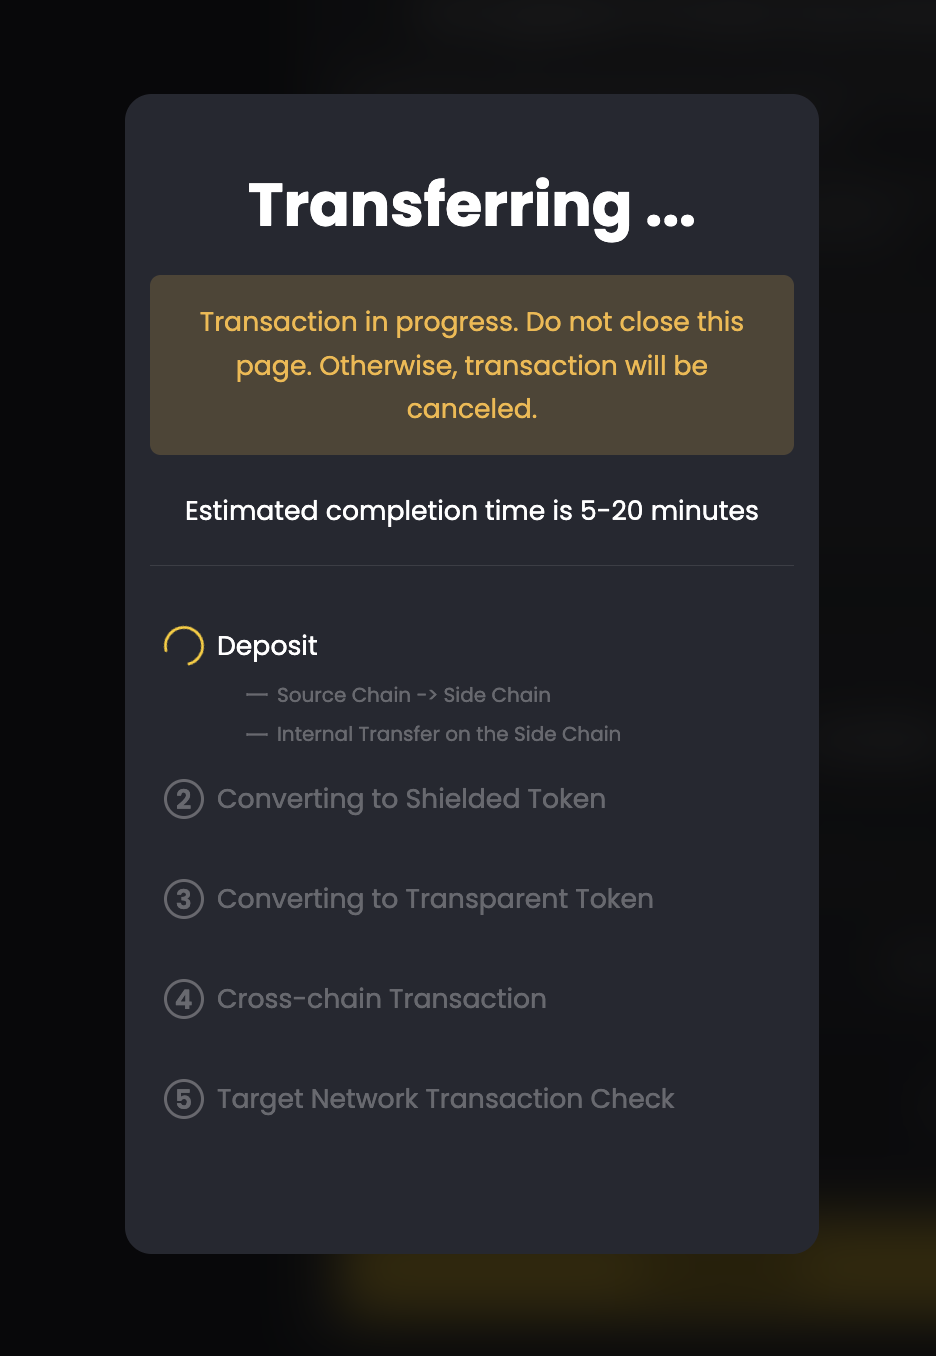 Transferring ...
Transaction in progress. Do not close this
page. Otherwise, transaction will be
canceled.
Estimated completion time is 5-20 minutes
Deposit
— Source Chain -> Side Chain
— Internal Transfer on the Side Chain
2 Converting to Shielded Token
3 Converting to Transparent Token
4 Cross-chain Transaction
5 Target Network Transaction Check